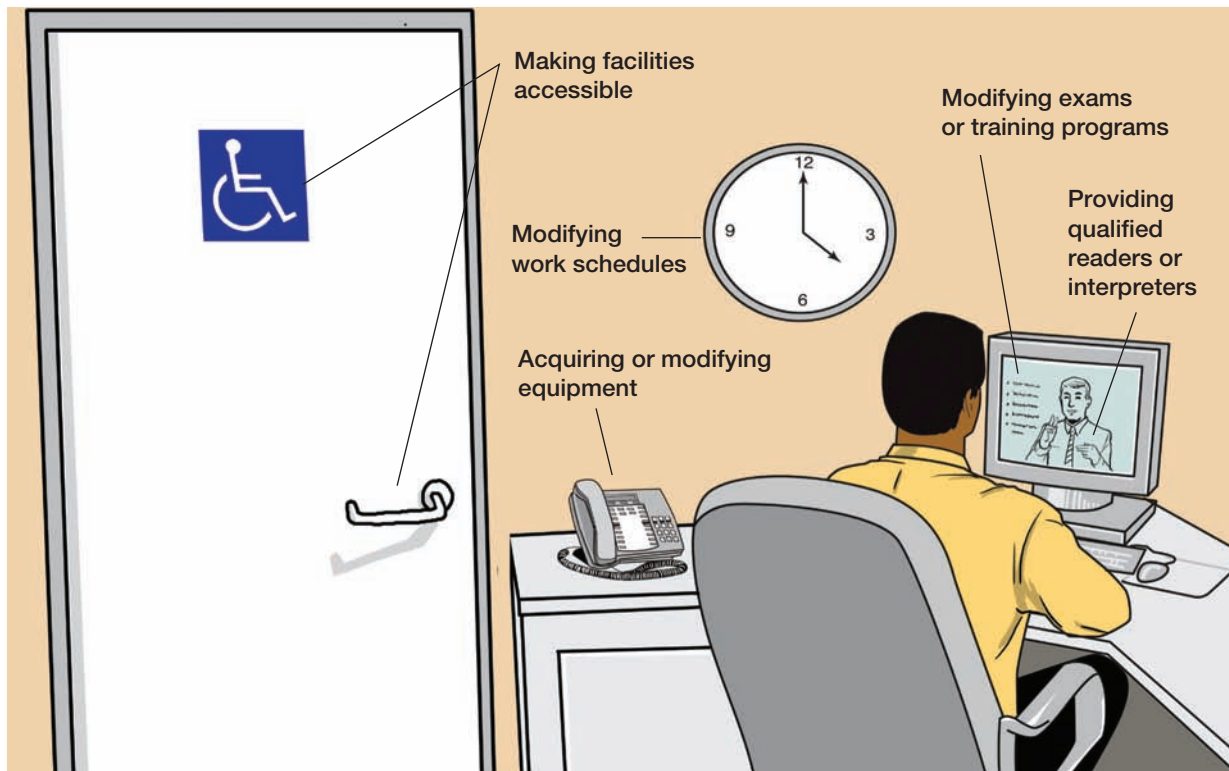 Making facilities
accessible
Modifying exams
or training programs
Providing
qualified
readers or
interpreters
Modifying
work schedules
12
9
3
6
Acquiring or modifying
equipment